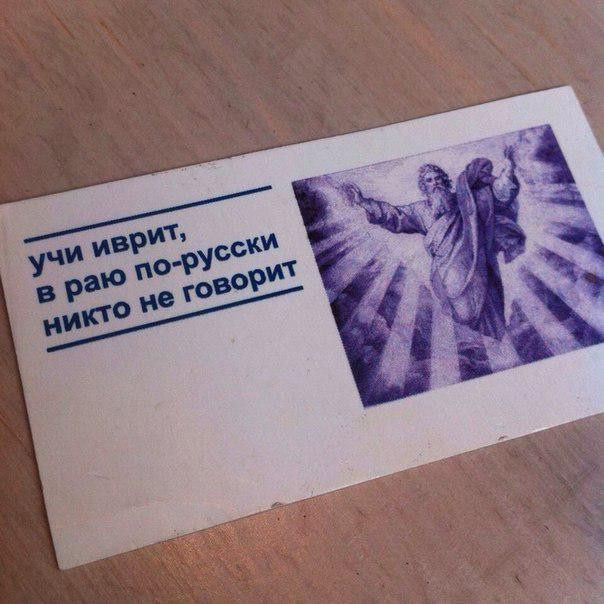 учи иврит,
в раю по-русски
никто не говорит